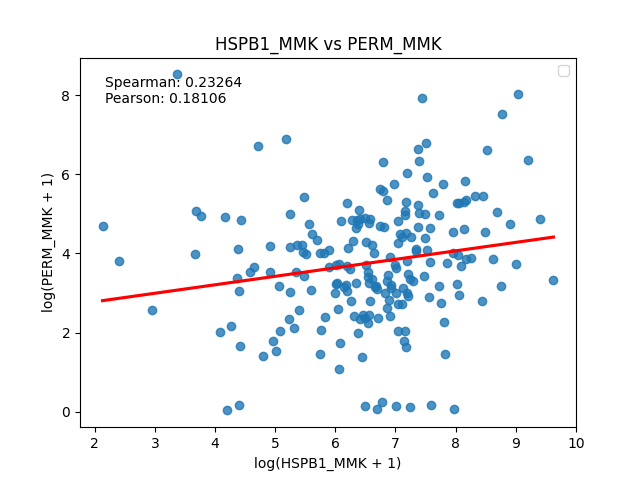 HSPB1_MMK vs PERM_MMK
Spearman: 0.23264
Pearson: 0.18106
log(PERM_MMK + 1)
8
6
4
2
0
2 3 4 5 6 7 8 9 10
log(HSPB1_MMK + 1)